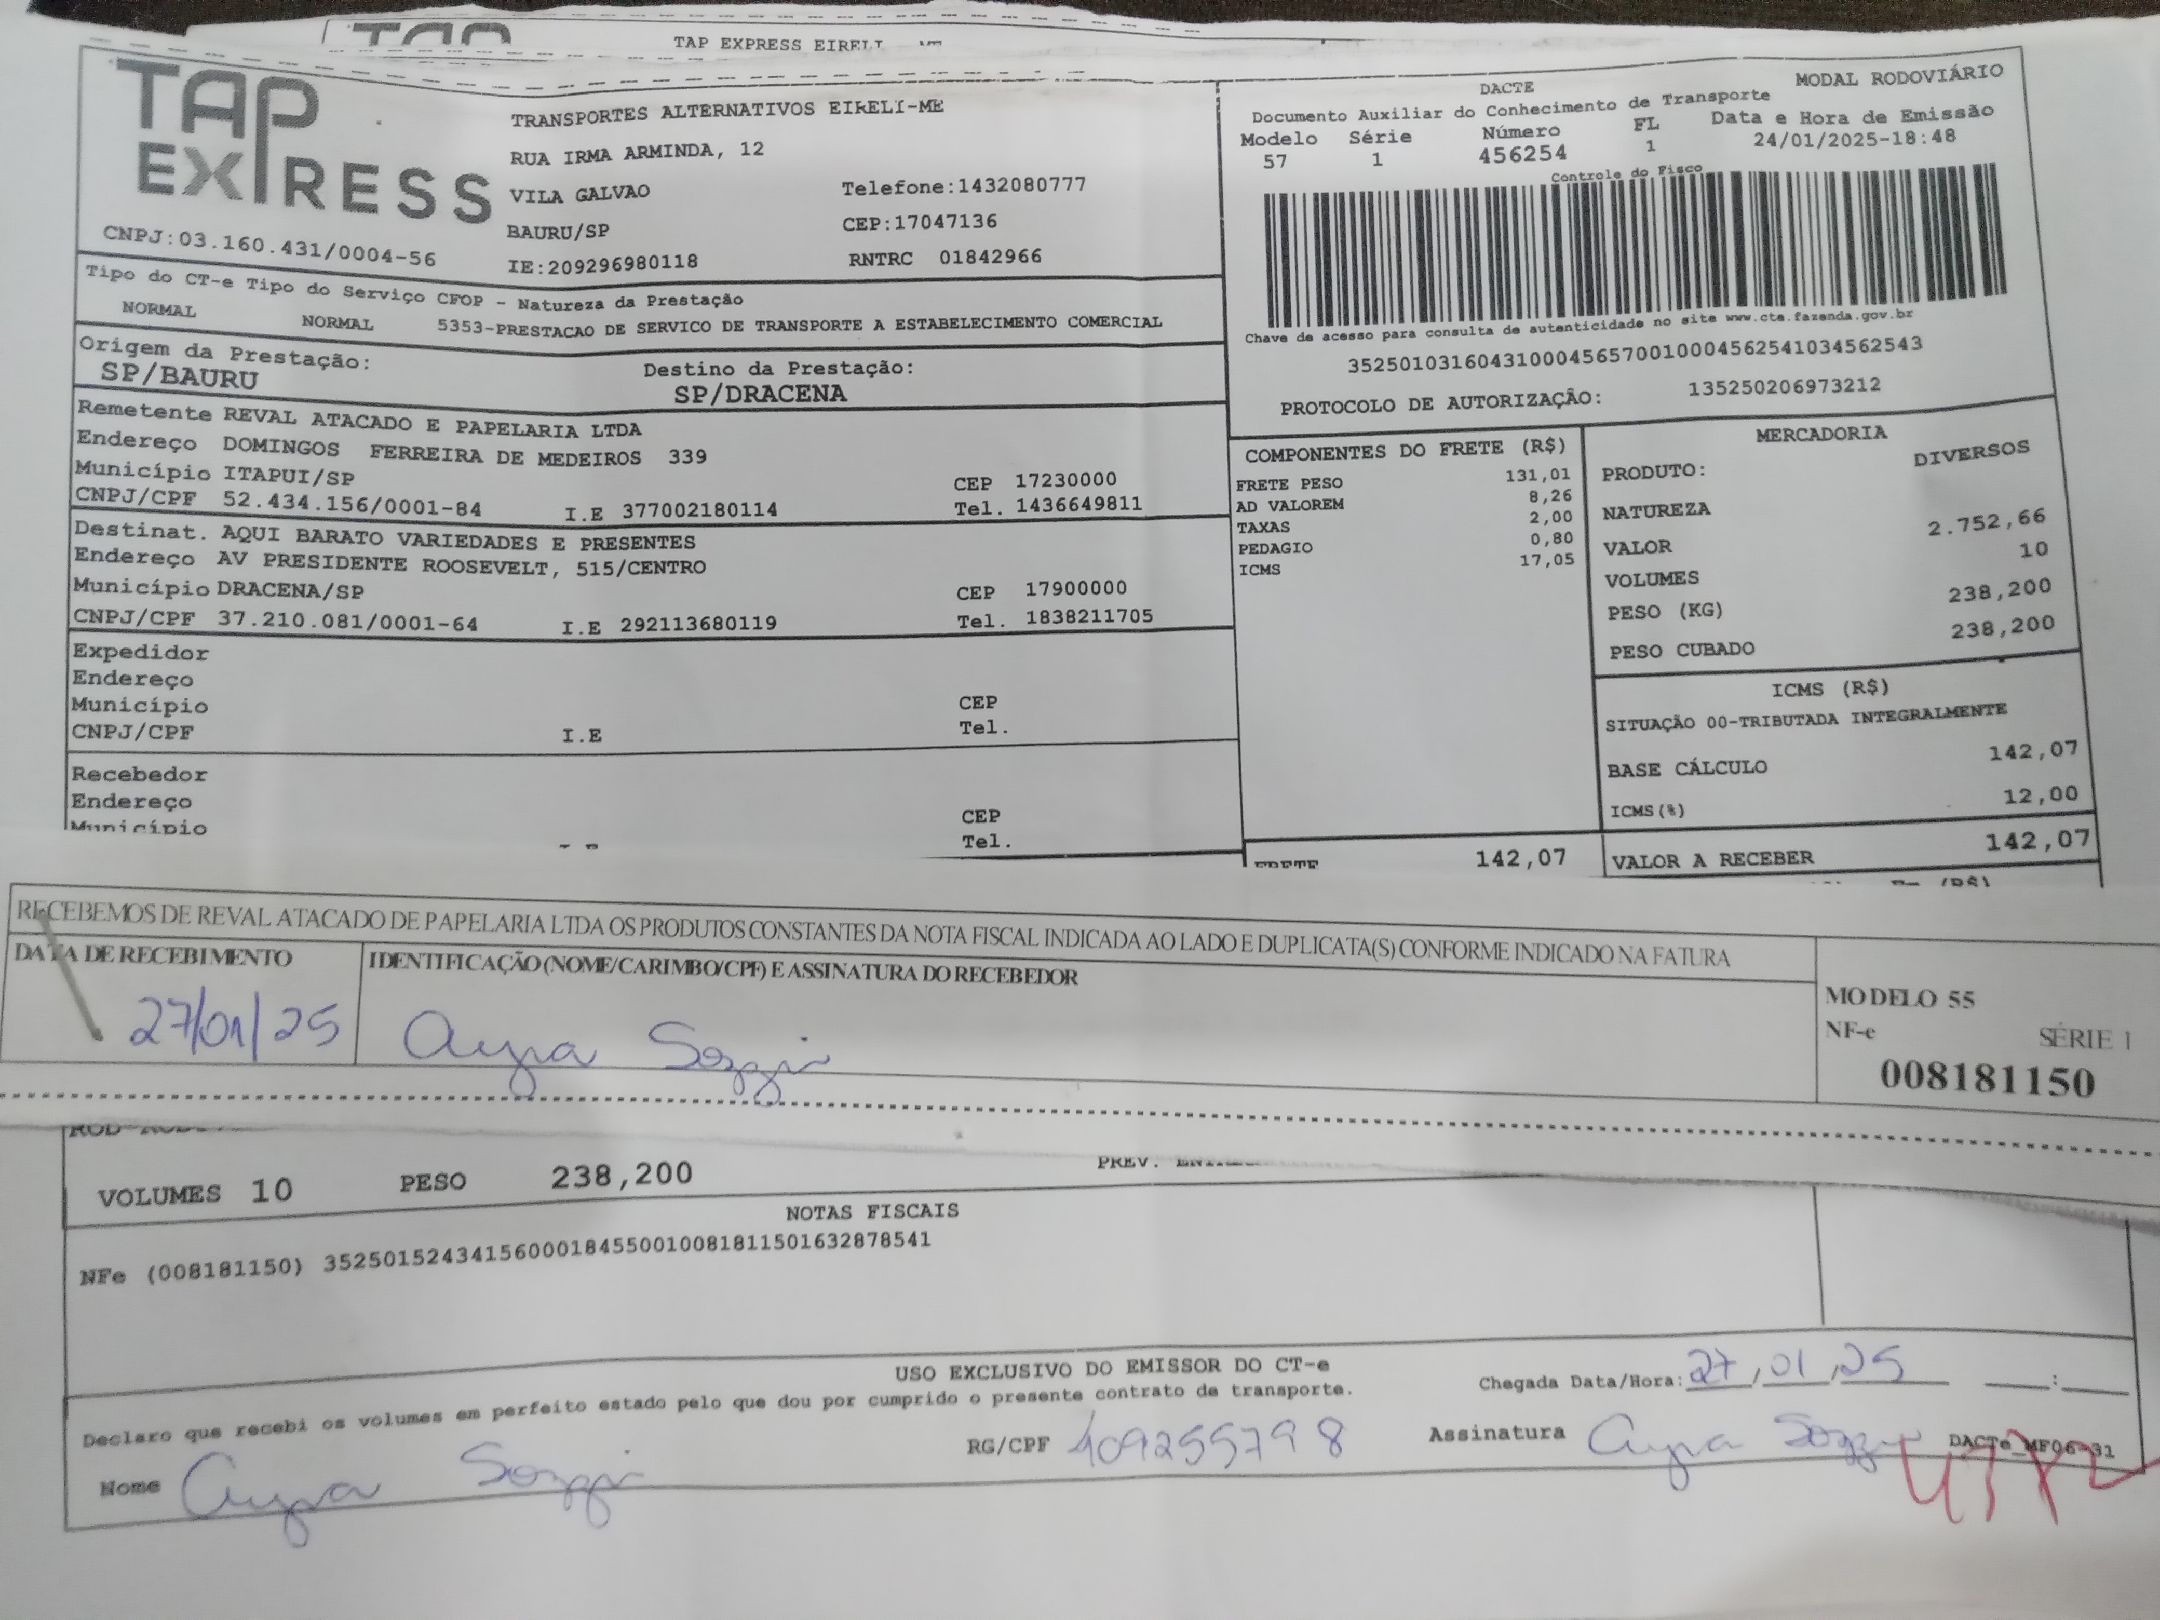 TAP EXPRESS EIRELI
TAP
EXPRESS
CNPJ:03.160.431/0004-56
TRANSPORTES ALTERNATIVOS EIRELI-ME
RUA IRMA ARMINDA, 12
VILA GALVAO Telefone:1432080777
BAURU/SP CEP:17047136
IE:209296980118 RNTRC 01842966
DACTE MODAL RODOVIÁRIO
Documento Auxiliar do Conhecimento de Transporte
Modelo Série Número FL Data e Hora de Emissão
57 1 456254 1 24/01/2025-18:48
Controle do Fisco
Chave de acesso para consulta de autenticidade no site www.cte.fazenda.gov.br
35250103160431000456570010004562541034562543
PROTOCOLO DE AUTORIZAÇÃO: 135250206973212
Tipo do CT-e Tipo do Serviço CFOP - Natureza da Prestação
NORMAL NORMAL 5353-PRESTACAO DE SERVICO DE TRANSPORTE A ESTABELECIMENTO COMERCIAL
Origem da Prestação: Destino da Prestação:
SP/BAURU SP/DRACENA
Remetente REVAL ATACADO E PAPELARIA LTDA
Endereço DOMINGOS FERREIRA DE MEDEIROS 339
Município ITAPUI/SP CEP 17230000
CNPJ/CPF 52.434.156/0001-84 I.E 377002180114 Tel. 1436649811
Destinat. AQUI BARATO VARIEDADES E PRESENTES
Endereço AV PRESIDENTE ROOSEVELT, 515/CENTRO
Município DRACENA/SP CEP 17900000
CNPJ/CPF 37.210.081/0001-64 I.E 292113680119 Tel. 1838211705
Expedidor
Endereço
Município CEP
CNPJ/CPF I.E Tel.
Recebedor
Endereço
Município CEP
Tel.
COMPONENTES DO FRETE (R$)
FRETE PESO 131,01
AD VALOREM 8,26
TAXAS 2,00
PEDAGIO 0,80
ICMS 17,05
FRETE 142,07
MERCADORIA
PRODUTO: DIVERSOS
NATUREZA
VALOR 2.752,66
VOLUMES 10
PESO (KG) 238,200
PESO CUBADO 238,200
ICMS (R$)
SITUAÇÃO 00-TRIBUTADA INTEGRALMENTE
BASE CÁLCULO 142,07
ICMS(%) 12,00
VALOR A RECEBER 142,07
RECEBEMOS DE REVAL ATACADO DE PAPELARIA LTDA OS PRODUTOS CONSTANTES DA NOTA FISCAL INDICADA AO LADO E DUPLICATA(S) CONFORME INDICADO NA FATURA
DATA DE RECEBIMENTO IDENTIFICAÇÃO (NOME/CARIMBO/CPF) E ASSINATURA DO RECEBEDOR
27/01/25 Ayra Sozzi
MODELO 55
NF-e SÉRIE 1
008181150
VOLUMES 10 PESO 238,200 PREV.
NOTAS FISCAIS
NFe (008181150) 35250152434156000184550010081811501632878541
USO EXCLUSIVO DO EMISSOR DO CT-e
Declaro que recebi os volumes em perfeito estado pelo que dou por cumprido o presente contrato de transporte.
Chegada Data/Hora: 27,01,25 :
Nome Ayra Sozzi RG/CPF 409255798 Assinatura Ayra Sozzi
DACTe_MF06-31